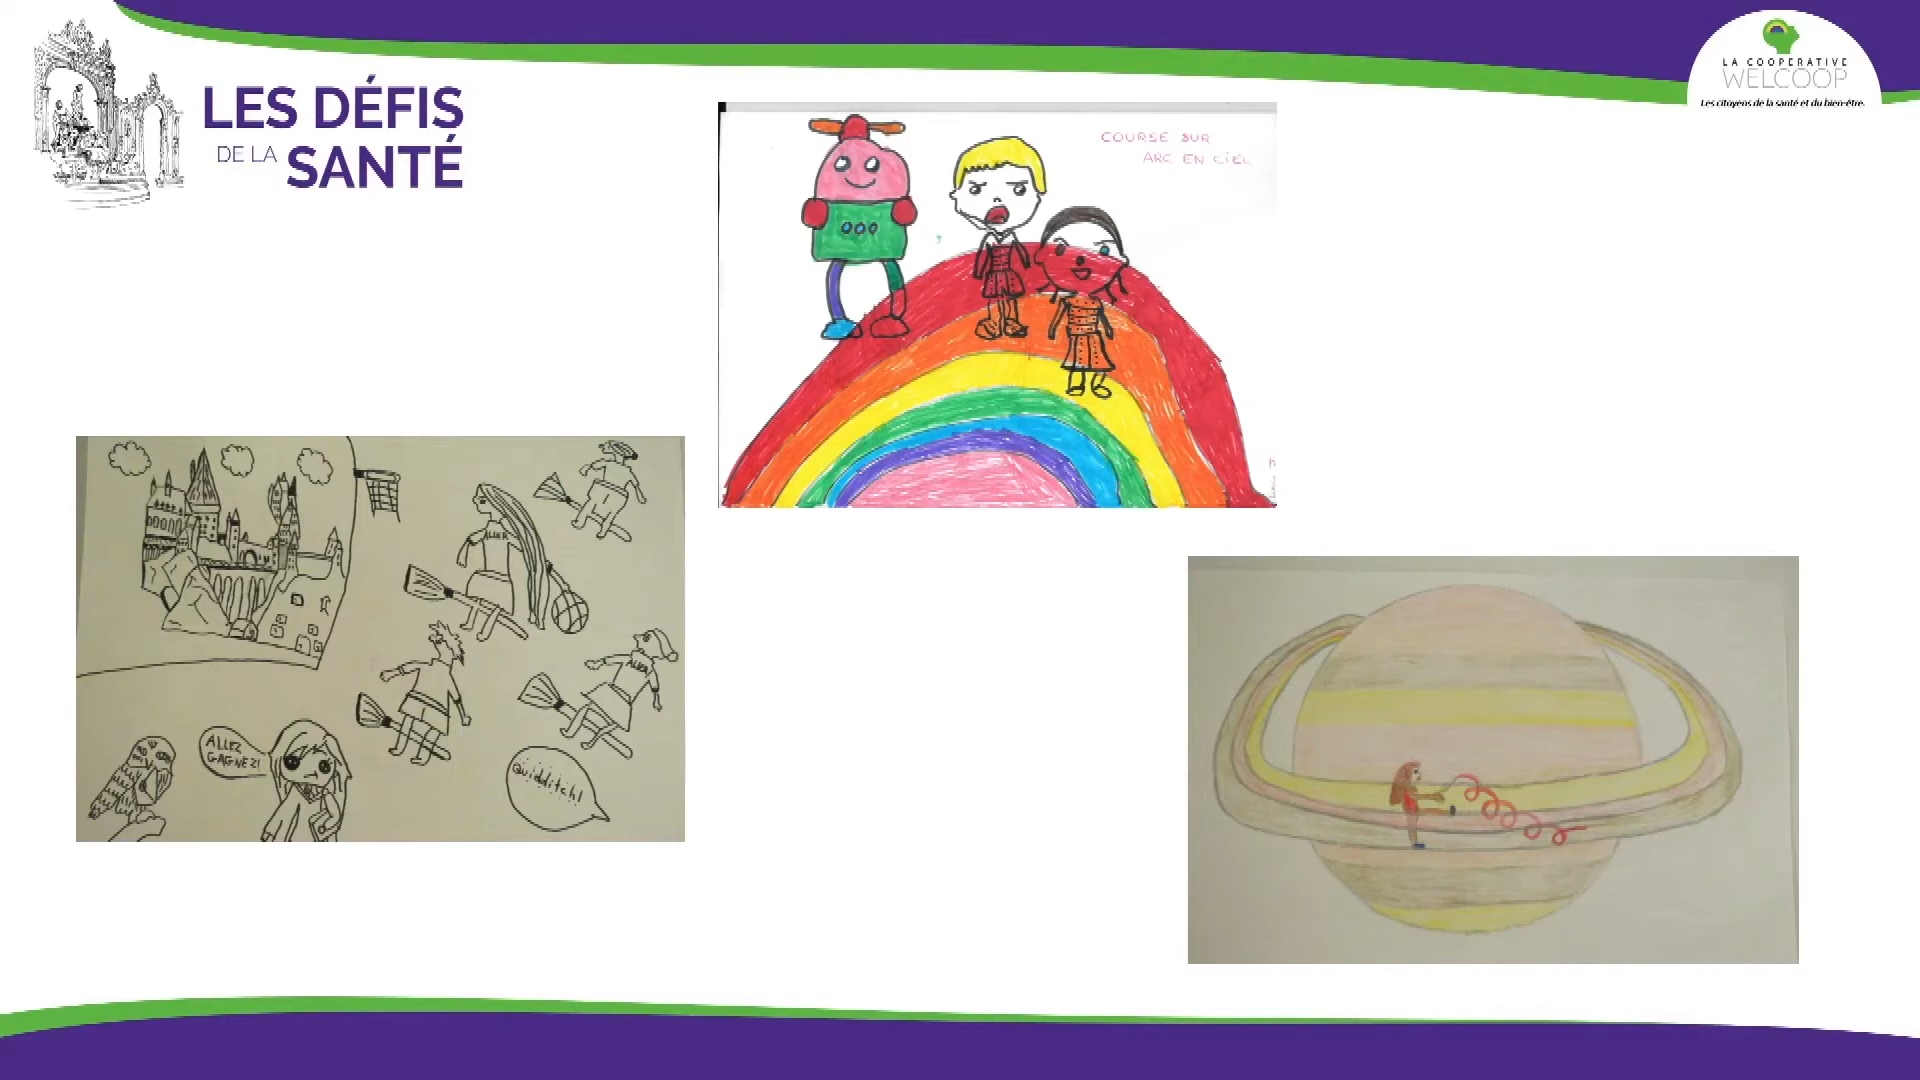 LES DÉFIS
DE LA SANTÉ
LA COOPERATIVE
WELCOOP
Les citoyens de la santé et du bien-être.
COURSE SUR
ARC EN CIEL
ALLEZ
GAGNEZ!
Quidditch!